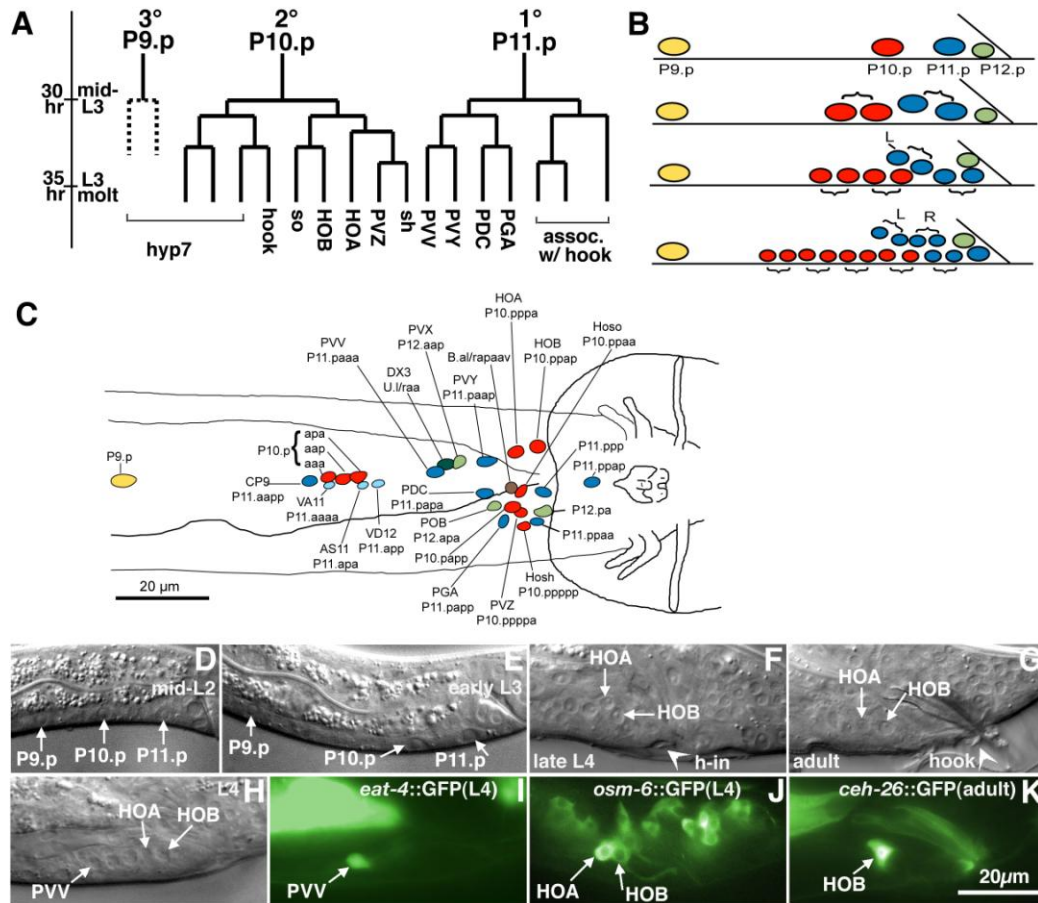 A
3° 2° 1°
P9.p P10.p P11.p
30 hr mid-L3
35 hr L3 molt
hyp7
hook
so
HOB
HOA
PVZ
sh
PVV
PVY
PDC
PGA
assoc.
w/ hook
B
P9.p P10.p P11.p P12.p
L
L R
C
HOA
P10.pppa
PVX
P12.aap
Hoso
P10.ppaa
PVV
P11.paaa
B.al/rapaav
HOB
P10.ppap
DX3
U.l/raa
PVY
P11.paap
P9.p
P10.p
apa
aap
aaa
P11.ppp
P11.ppap
CP9
P11.aapp
VA11
P11.aaaa
PDC
P11.papa
AS11
P11.apa
VD12
P11.app
POB
P12.apa
P12.pa
P10.papp
P11.ppaa
PGA
P11.papp
PVZ
P10.ppppa
Hosh
P10.ppppp
20 µm
D
mid-L2
P9.p P10.p P11.p
E
early L3
P9.p
P10.p
P11.p
F
HOA
HOB
late L4 h-in
G
HOA
HOB
adult hook
H
L4
HOA HOB
PVV
eat-4::GFP(L4)
I
PVV
osm-6::GFP(L4)
J
HOA HOB
ceh-26::GFP(adult)
K
HOB
20µm